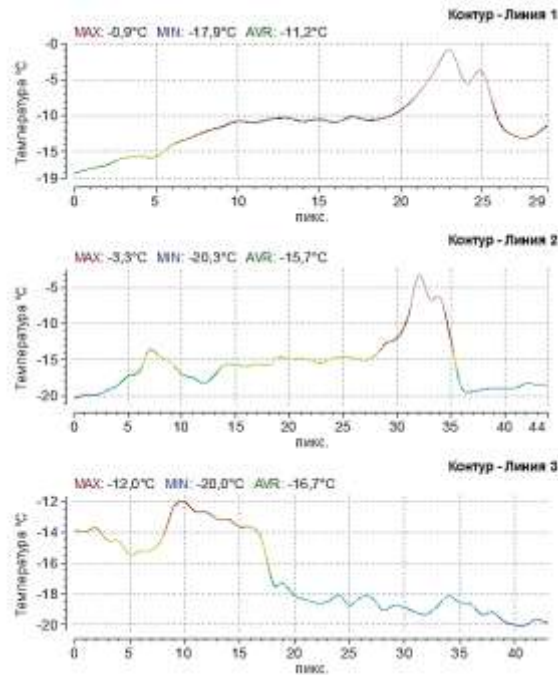 Контур - Линия 1
MAX: -0,9°C MIN: -17,9°C AVR: -11,2°C
Температура °C
-0
-5
-10
-15
-19
0 5 10 15 20 25 29
пикс.
Контур - Линия 2
MAX: -3,3°C MIN: -20,3°C AVR: -15,7°C
Температура °C
-5
-10
-15
-20
0 5 10 15 20 25 30 35 40 44
пикс.
Контур - Линия 3
MAX: -12,0°C MIN: -20,0°C AVR: -16,7°C
Температура °C
-12
-14
-16
-18
-20
0 10 20 30 40
пикс.